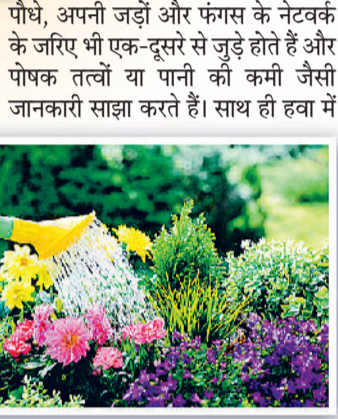 पौधे, अपनी जड़ों और फंगस के नेटवर्क
के जरिए भी एक-दूसरे से जुड़े होते हैं और
पोषक तत्वों या पानी की कमी जैसी
जानकारी साझा करते हैं। साथ ही हवा में